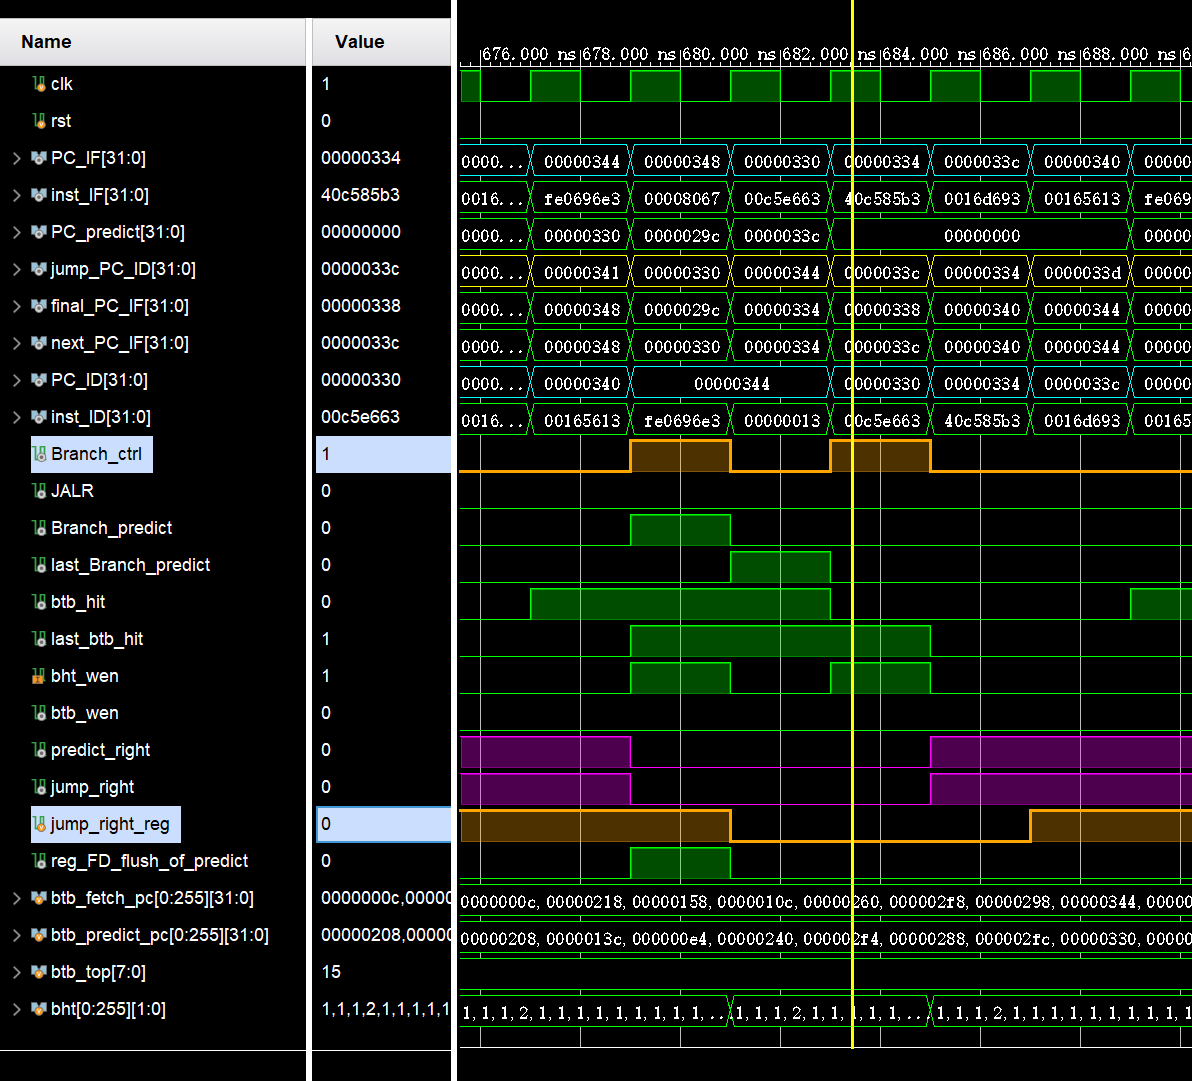 Name Value
676.000 ns 678.000 ns 680.000 ns 682.000 ns 684.000 ns 686.000 ns 688.000 ns 6
clk 1
rst 0
PC_IF[31:0] 00000334 0000... 00000344 00000348 00000330 00000334 0000033c 00000340 00000
inst_IF[31:0] 40c585b3 0016... fe0696e3 00008067 00c5e663 40c585b3 0016d693 00165613 fe069
PC_predict[31:0] 00000000 0000... 00000330 0000029c 0000033c 00000000 00000
jump_PC_ID[31:0] 0000033c 0000... 00000341 00000330 00000344 0000033c 00000334 0000033d 00000
final_PC_IF[31:0] 00000338 0000... 00000348 0000029c 00000334 00000338 00000340 00000344 00000
next_PC_IF[31:0] 0000033c 0000... 00000348 00000330 00000334 0000033c 00000340 00000344 00000
PC_ID[31:0] 00000330 0000... 00000340 00000344 00000330 00000334 0000033c 00000
inst_ID[31:0] 00c5e663 0016... 00165613 fe0696e3 00000013 00c5e663 40c585b3 0016d693 00165
Branch_ctrl 1
JALR 0
Branch_predict 0
last_Branch_predict 0
btb_hit 0
last_btb_hit 1
bht_wen 1
btb_wen 0
predict_right 0
jump_right 0
jump_right_reg 0
reg_FD_flush_of_predict 0
btb_fetch_pc[0:255][31:0] 0000000c,00000 0000000c,00000218,00000158,0000010c,00000260,000002f8,00000298,00000344,0000
btb_predict_pc[0:255][31:0] 00000208,00000 00000208,0000013c,000000e4,00000240,000002f4,00000288,000002fc,00000330,0000
btb_top[7:0] 15
bht[0:255][1:0] 1,1,1,2,1,1,1,1,1 1,1,1,2,1,1,1,1,1,1,1,1,1,... 1,1,1,2,1,1,1,1,1,... 1,1,1,2,1,1,1,1,1,1,1,1,1